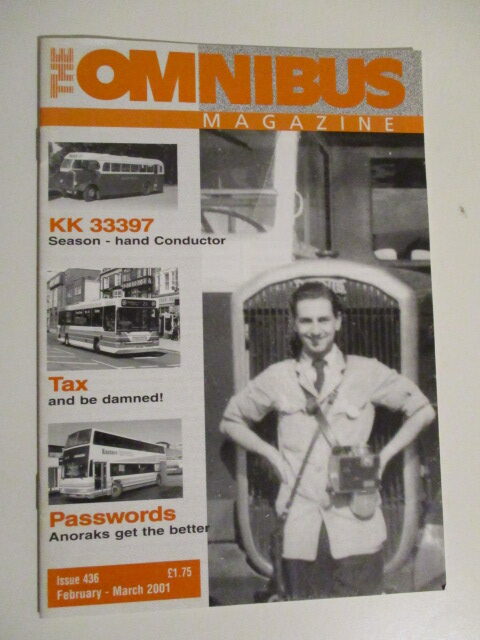 THE OMNIBUS
MAGAZINE
KK 33397
Season - hand Conductor
Tax
and be damned!
Passwords
Anoraks get the better
Issue 436
£1.75
February - March 2001